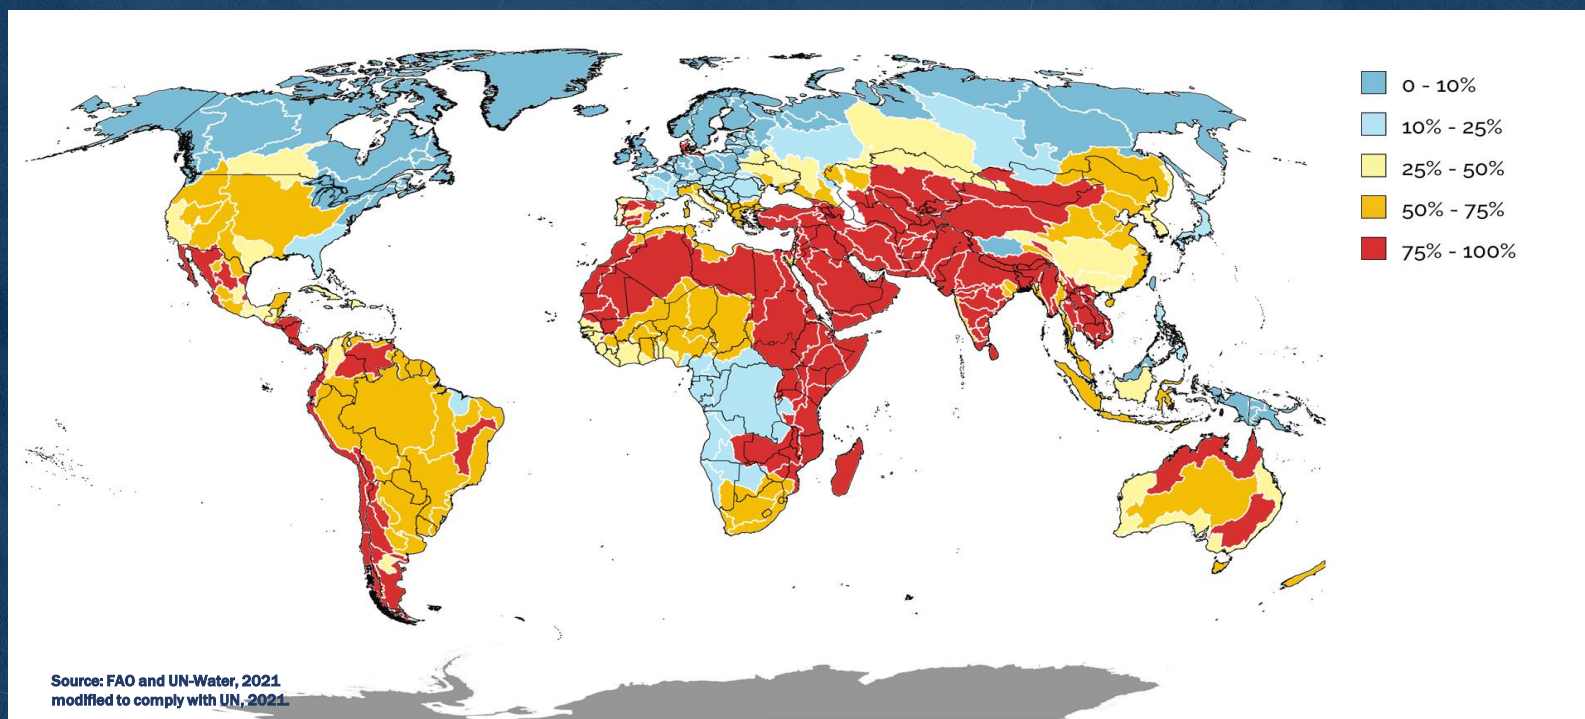 0 - 10%
10% - 25%
25% - 50%
50% - 75%
75% - 100%
Source: FAO and UN-Water, 2021
modified to comply with UN, 2021.